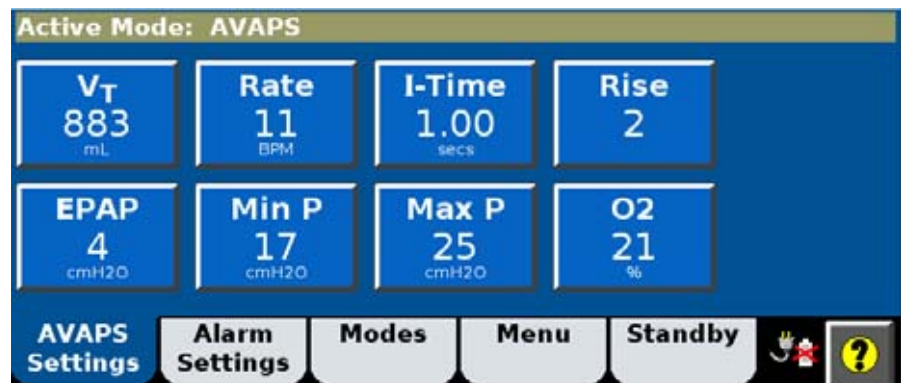 Active Mode: AVAPS
VT Rate I-Time Rise
883 11 1.00 2
mL BPM secs
EPAP Min P Max P O2
4 17 25 21
cmH2O cmH2O cmH2O %
AVAPS Alarm Modes Menu Standby
Settings Settings
?